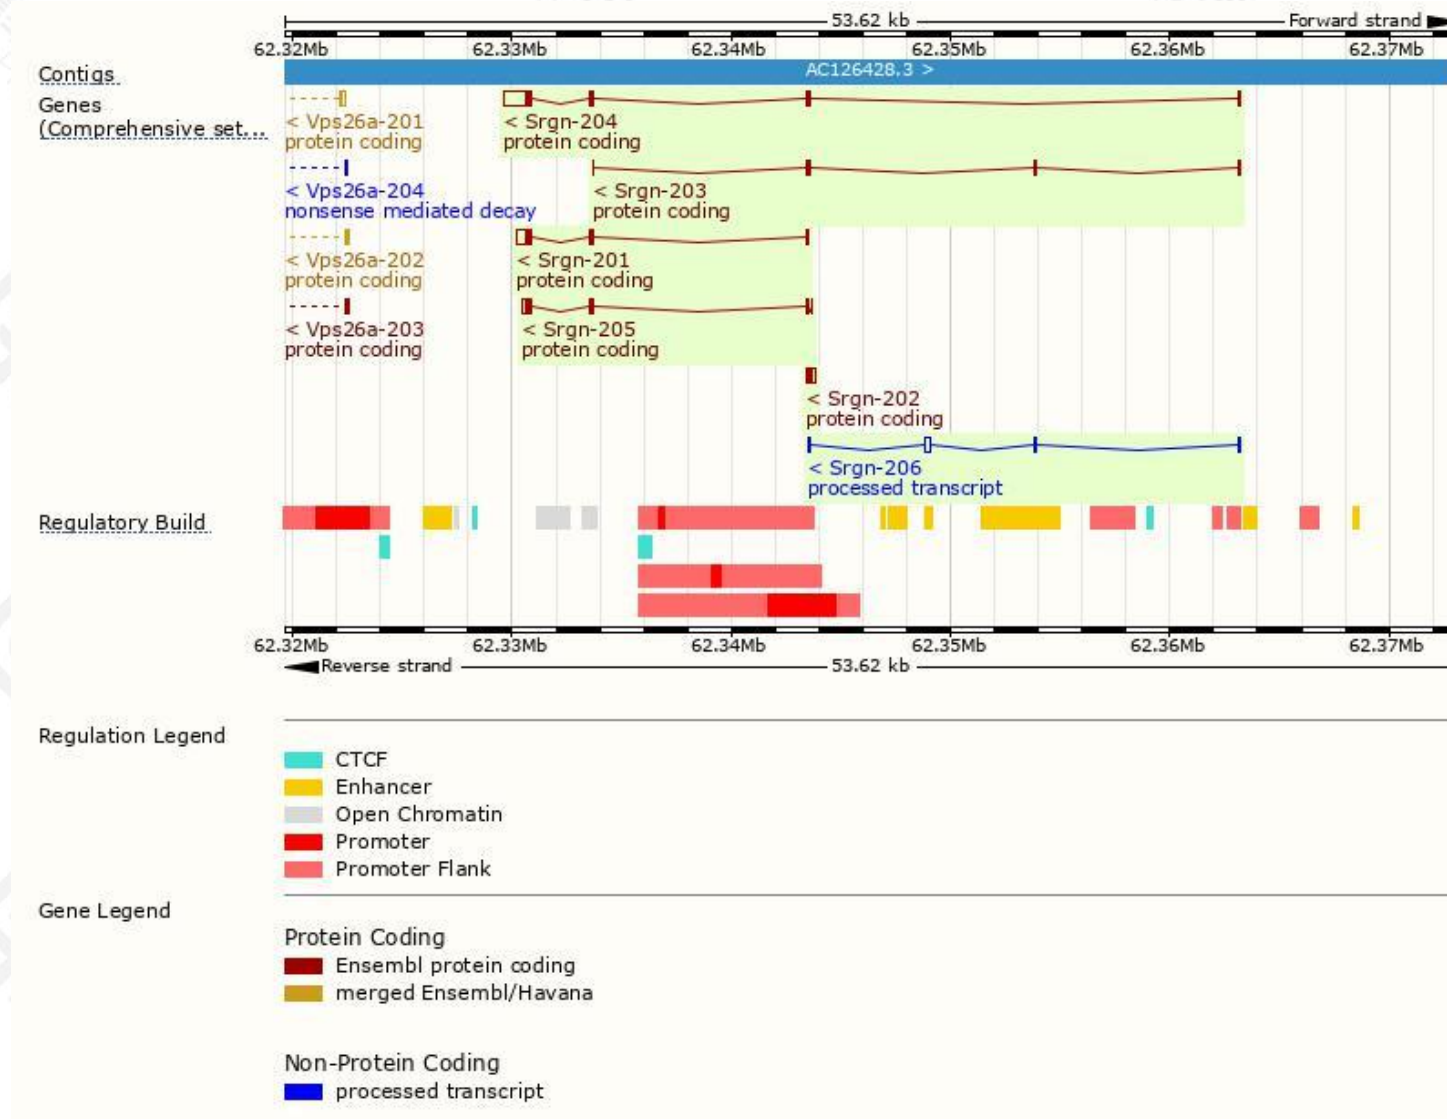 53.62 kb Forward strand
62.32Mb 62.33Mb 62.34Mb 62.35Mb 62.36Mb 62.37Mb
Contigs AC126428.3 >
Genes
(Comprehensive set...
< Vps26a-201 < Srgn-204
protein coding protein coding
< Vps26a-204 < Srgn-203
nonsense mediated decay protein coding
< Vps26a-202 < Srgn-201
protein coding protein coding
< Vps26a-203 < Srgn-205
protein coding protein coding
< Srgn-202
protein coding
< Srgn-206
processed transcript
Regulatory Build
62.32Mb 62.33Mb 62.34Mb 62.35Mb 62.36Mb 62.37Mb
Reverse strand 53.62 kb
Regulation Legend
CTCF
Enhancer
Open Chromatin
Promoter
Promoter Flank
Gene Legend
Protein Coding
Ensembl protein coding
merged Ensembl/Havana
Non-Protein Coding
processed transcript